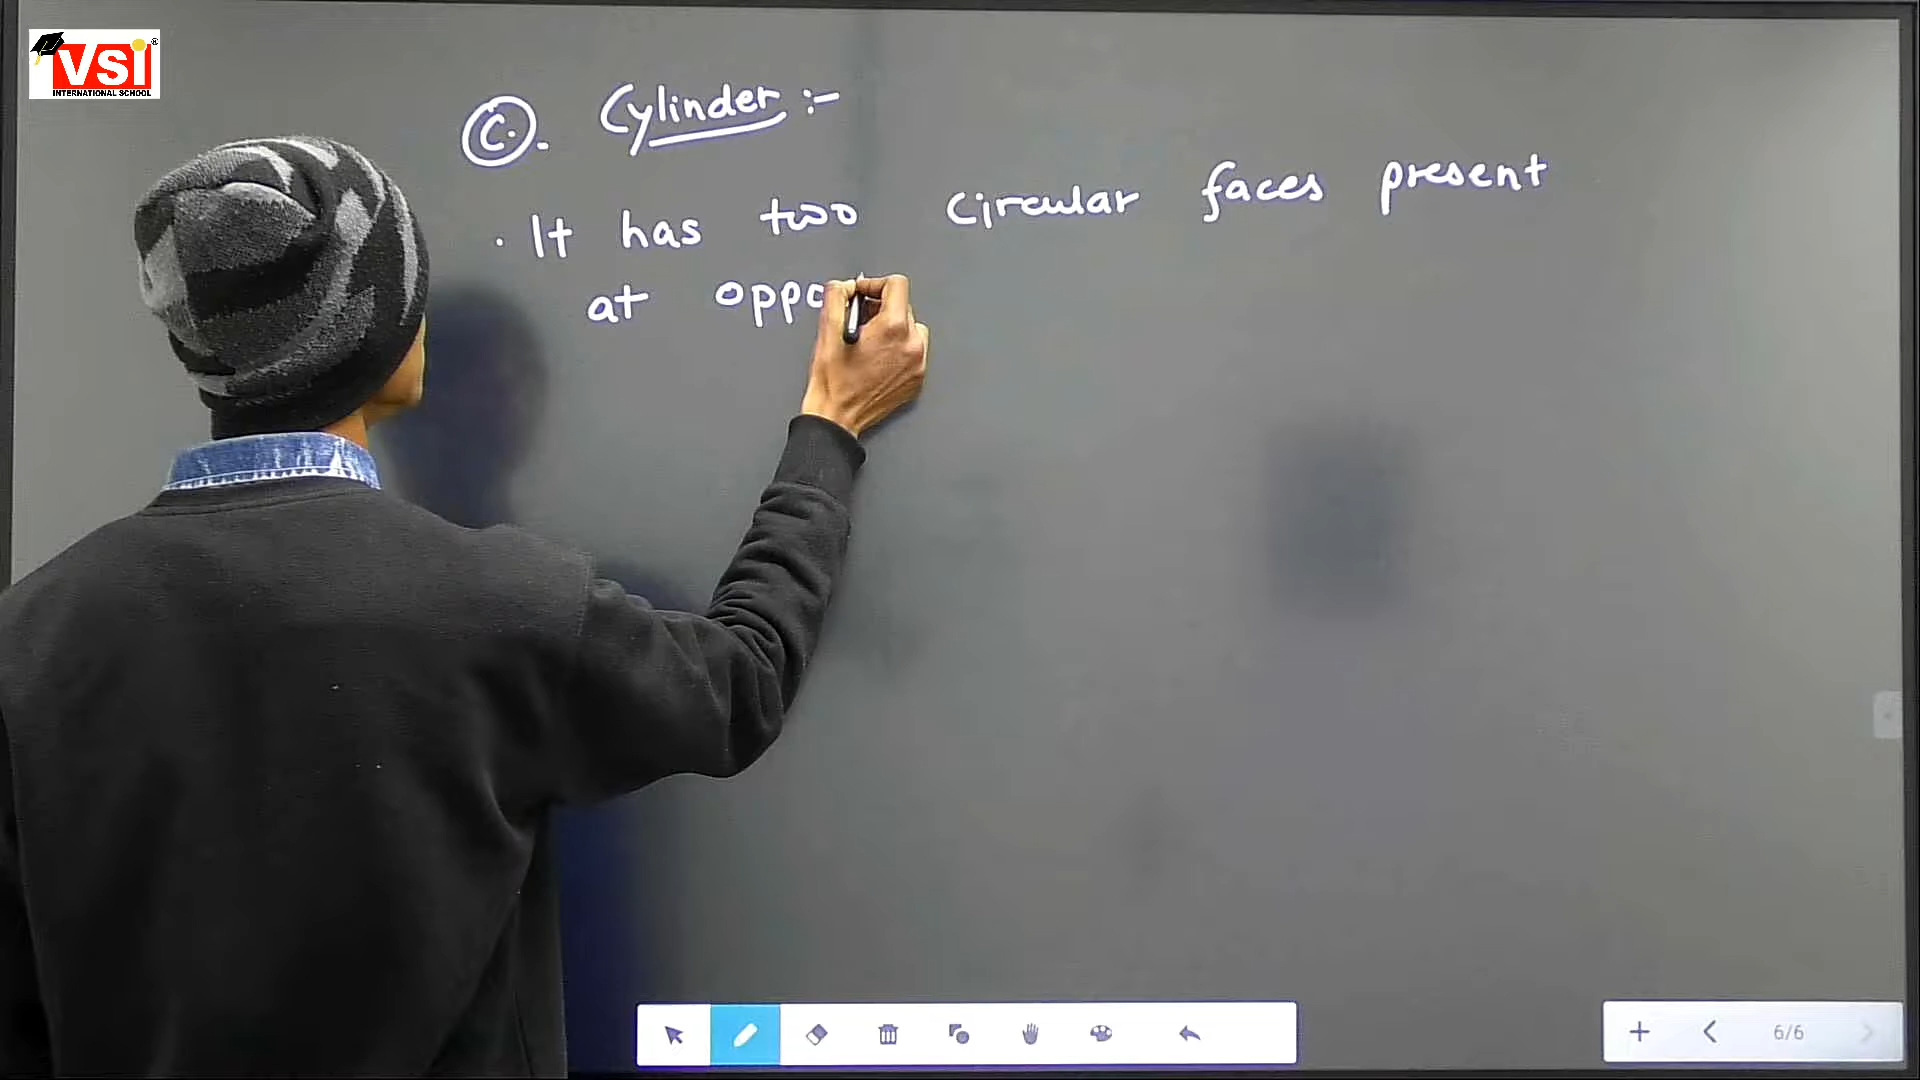 VSI
INTERNATIONAL SCHOOL
C. Cylinder :-
· It has two circular faces present
at oppo
6/6